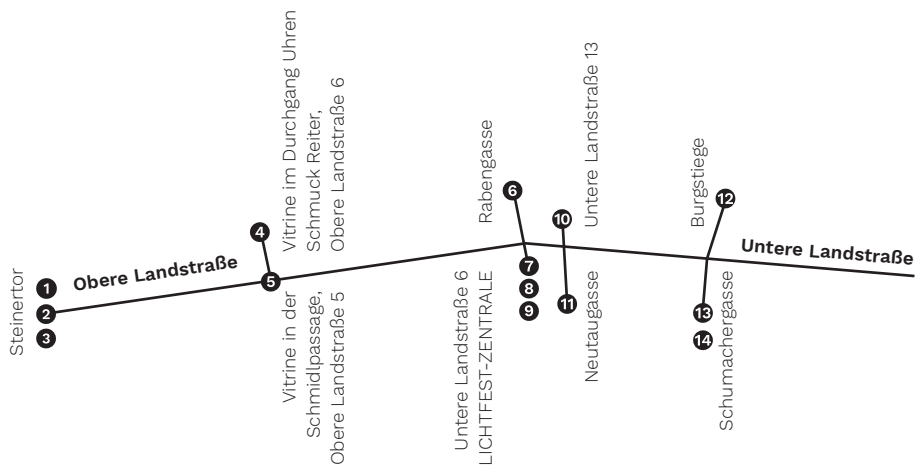 Steinertor
1
2
3
Obere Landstraße
4
Vitrine im Durchgang Uhren
Schmuck Reiter,
Obere Landstraße 6
5
Vitrine in der
Schmidlpassage,
Obere Landstraße 5
Rabengasse
6
7
8
9
Untere Landstraße 6
LICHTFEST-ZENTRALE
10
Untere Landstraße 13
11
Neutaugasse
Burgstiege
12
13
14
Schumachergasse
Untere Landstraße